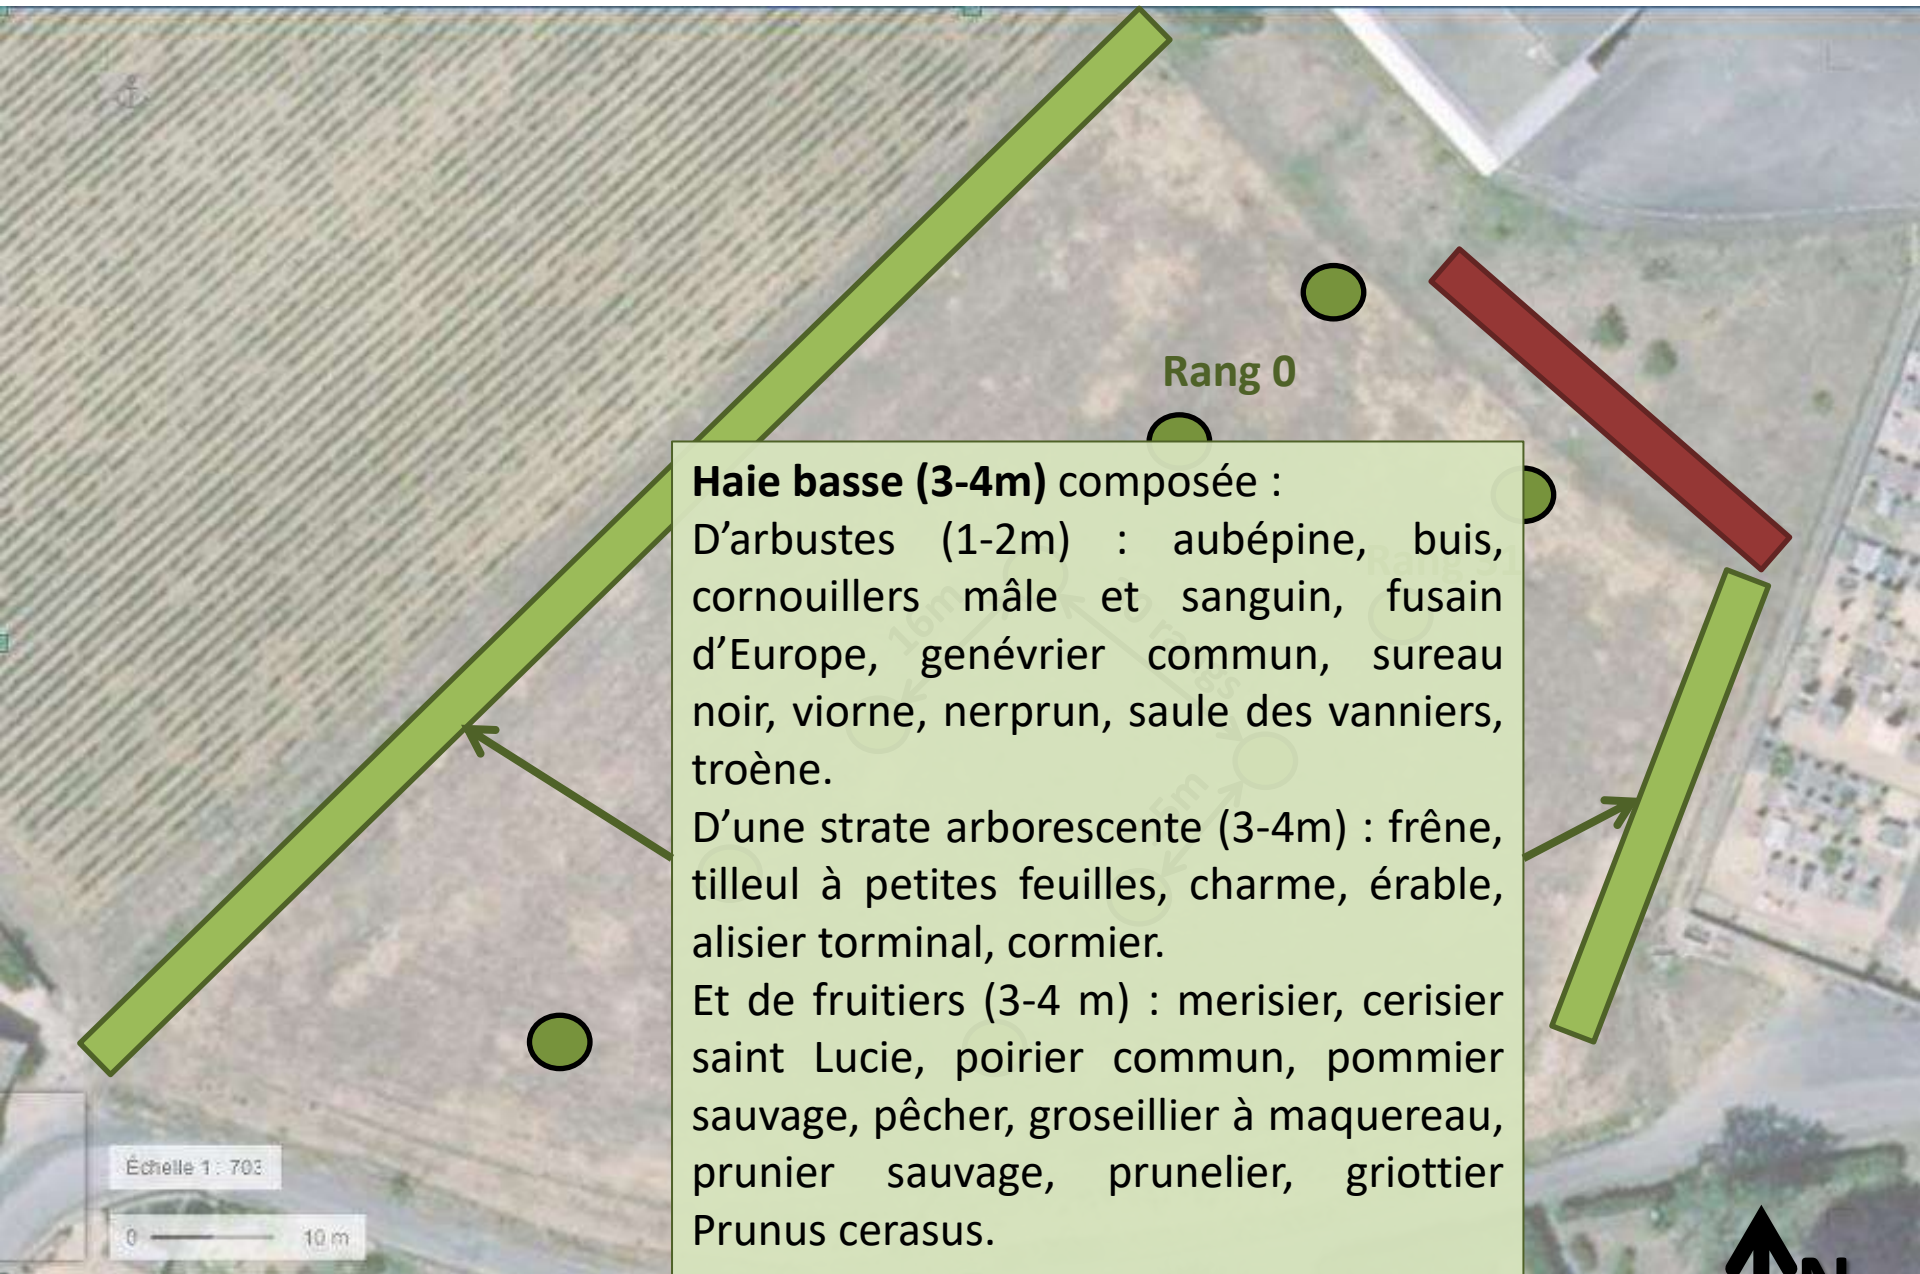 Rang 0
Haie basse (3-4m) composée :
D'arbustes (1-2m) : aubépine, buis,
cornouillers mâle et sanguin, fusain
d'Europe, genévrier commun, sureau
noir, viorne, nerprun, saule des vanniers,
troène.
D'une strate arborescente (3-4m) : frêne,
tilleul à petites feuilles, charme, érable,
alisier torminal, cormier.
Et de fruitiers (3-4 m) : merisier, cerisier
saint Lucie, poirier commun, pommier
sauvage, pêcher, groseillier à maquereau,
prunier sauvage, prunelier, griottier
Prunus cerasus.
16m
rangs
Échelle 1 : 703
0 10 m
N